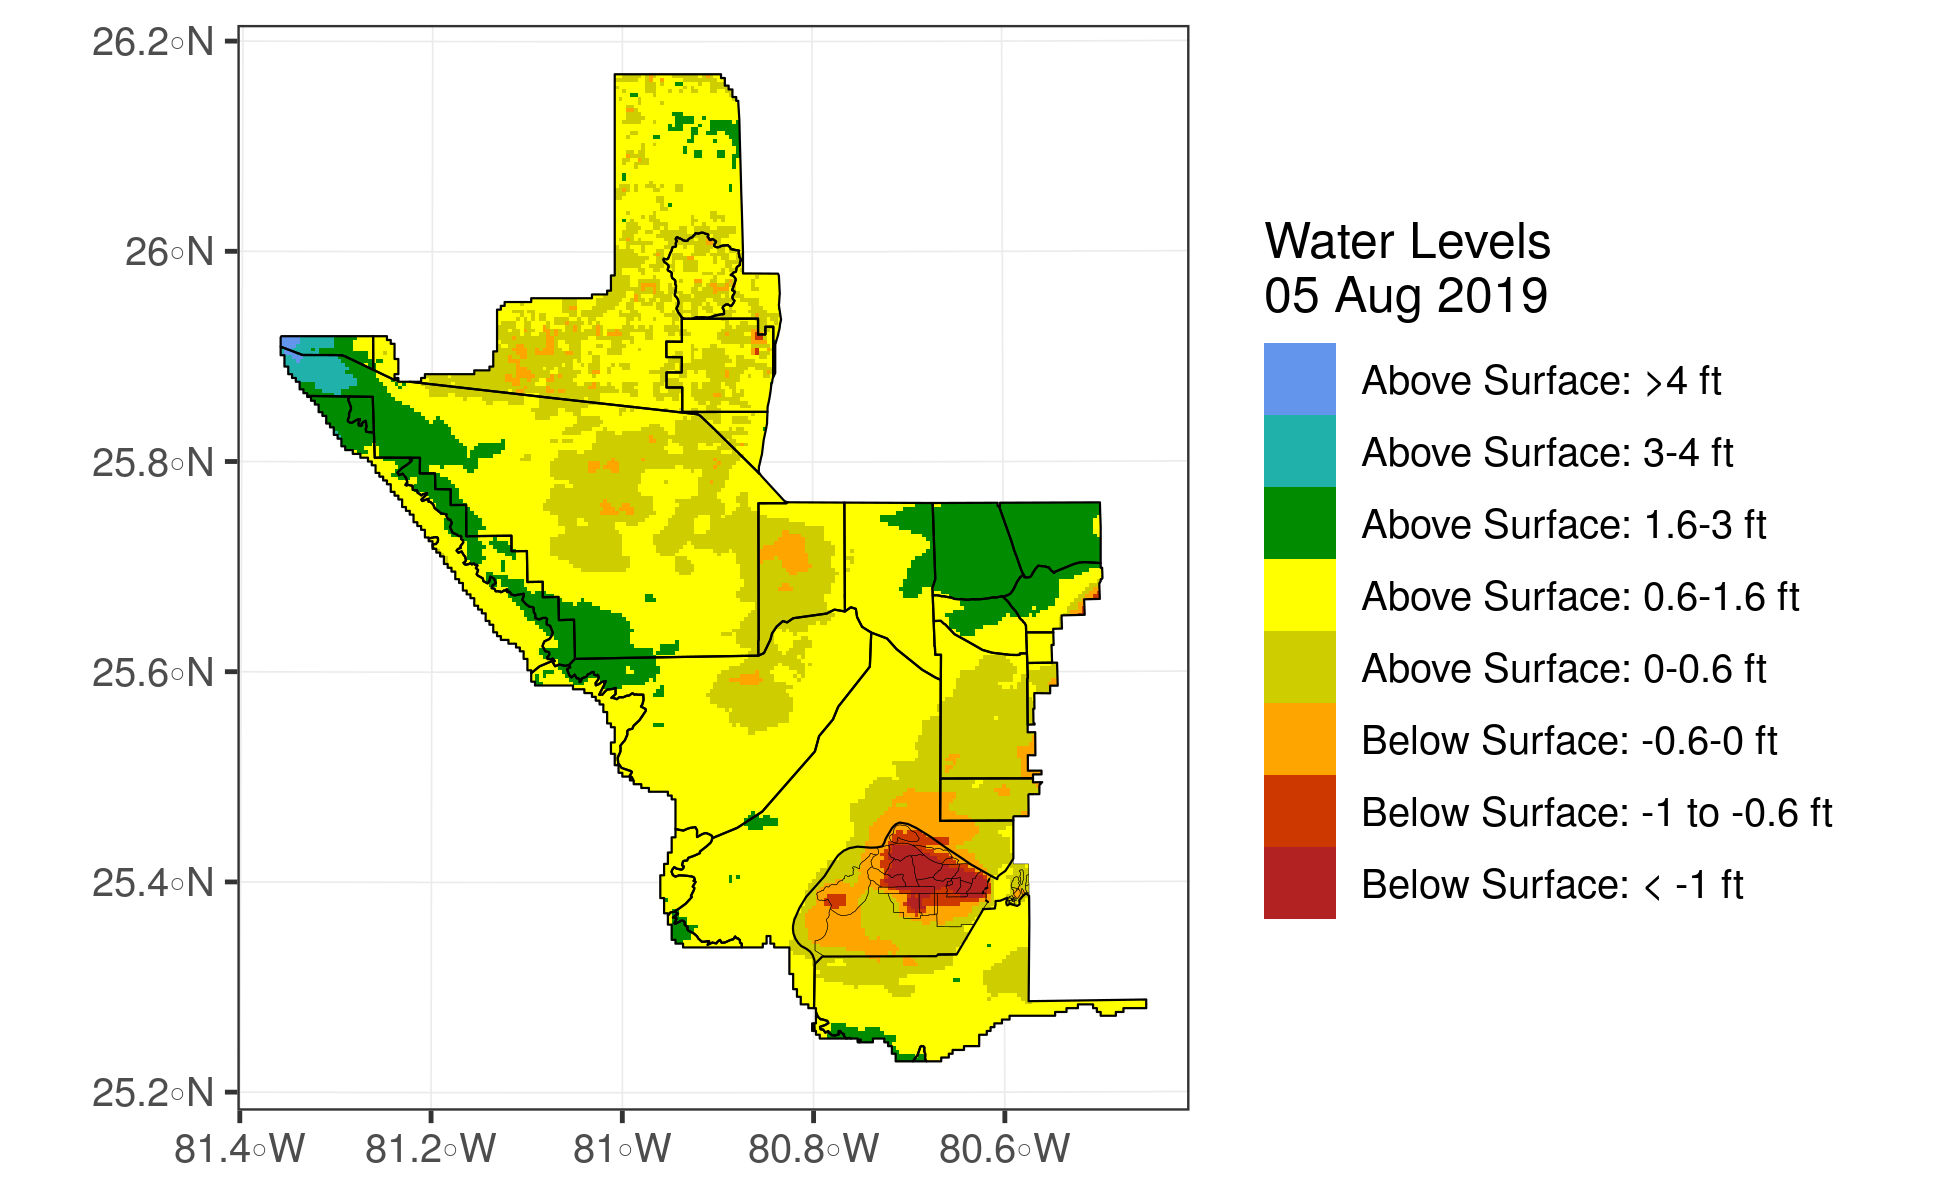 26.2◦N
26◦N
25.8◦N
25.6◦N
25.4◦N
25.2◦N
81.4◦W
81.2◦W
81◦W
80.8◦W
80.6◦W
Water Levels
05 Aug 2019
Above Surface: >4 ft
Above Surface: 3-4 ft
Above Surface: 1.6-3 ft
Above Surface: 0.6-1.6 ft
Above Surface: 0-0.6 ft
Below Surface: -0.6-0 ft
Below Surface: -1 to -0.6 ft
Below Surface: < -1 ft